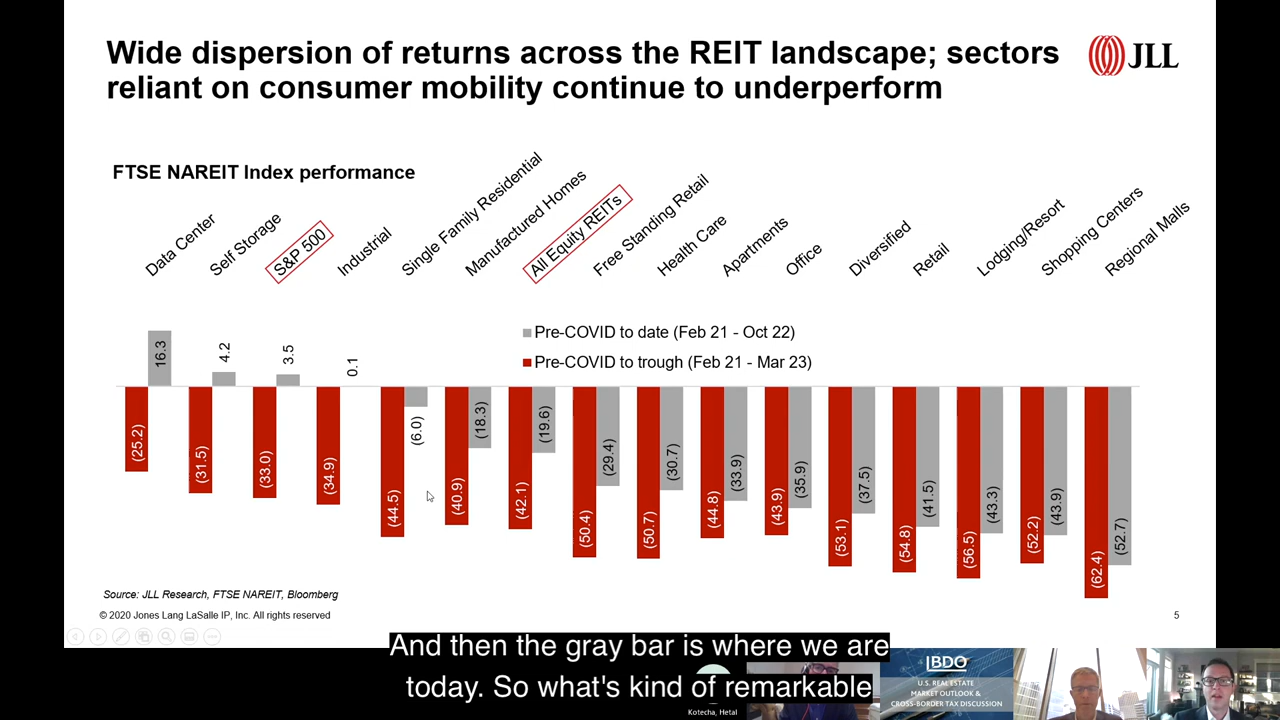 Wide dispersion of returns across the REIT landscape; sectors
reliant on consumer mobility continue to underperform
JLL
FTSE NAREIT Index performance
Data Center
Self Storage
S&P 500
Industrial
Single Family Residential
Manufactured Homes
All Equity REITs
Free Standing Retail
Health Care
Apartments
Office
Diversified
Retail
Lodging/Resort
Shopping Centers
Regional Malls
Pre-COVID to date (Feb 21 - Oct 22)
Pre-COVID to trough (Feb 21 - Mar 23)
(25.2)
16.3
(31.5)
4.2
(33.0)
3.5
(34.9)
0.1
(44.5)
(6.0)
(40.9)
(18.3)
(42.1)
(19.6)
(50.4)
(29.4)
(50.7)
(30.7)
(44.8)
(33.9)
(43.9)
(35.9)
(53.1)
(37.5)
(54.8)
(41.5)
(56.5)
(43.3)
(52.2)
(43.9)
(62.4)
(52.7)
Source: JLL Research, FTSE NAREIT, Bloomberg
© 2020 Jones Lang LaSalle IP, Inc. All rights reserved
5
And then the gray bar is where we are
today. So what's kind of remarkable
Kotecha, Hetal
BDO
U.S. REAL ESTATE
MARKET OUTLOOK &
CROSS-BORDER TAX DISCUSSION